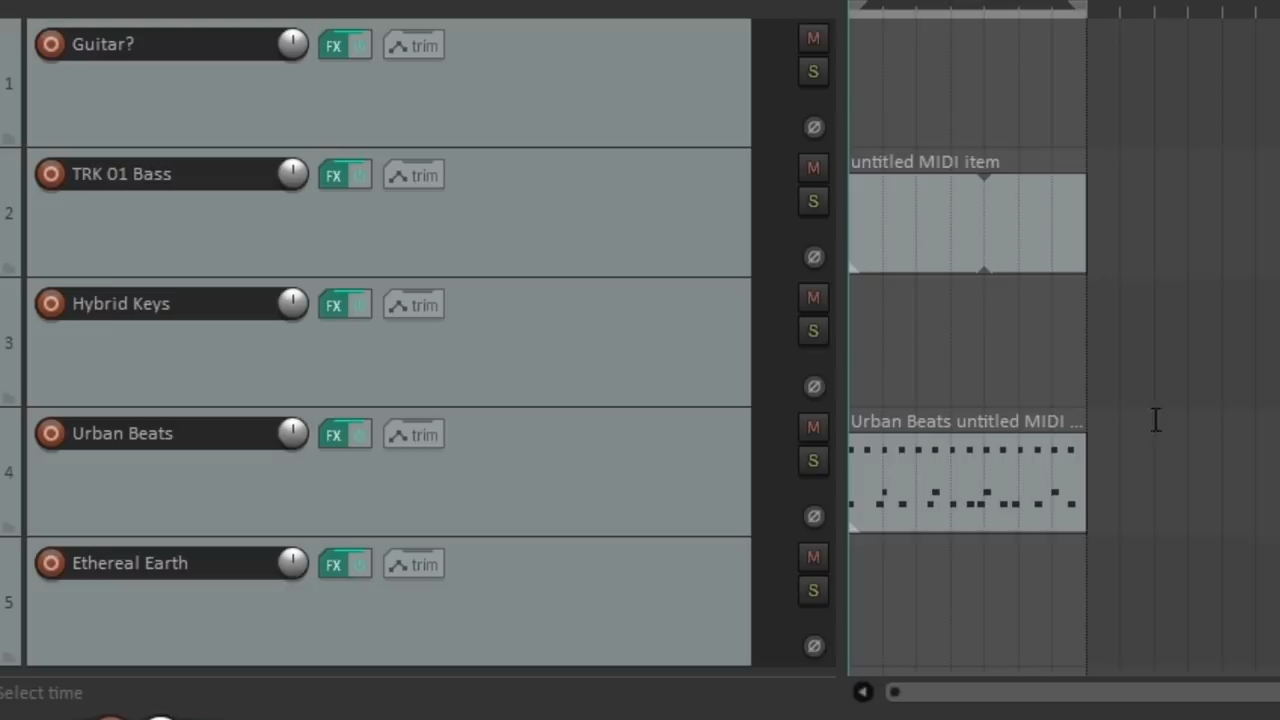 1
Guitar?
FX
trim
M
S
2
TRK 01 Bass
FX
trim
M
S
untitled MIDI item
3
Hybrid Keys
FX
trim
M
S
4
Urban Beats
FX
trim
M
S
Urban Beats untitled MIDI ...
5
Ethereal Earth
FX
trim
M
S
Select time